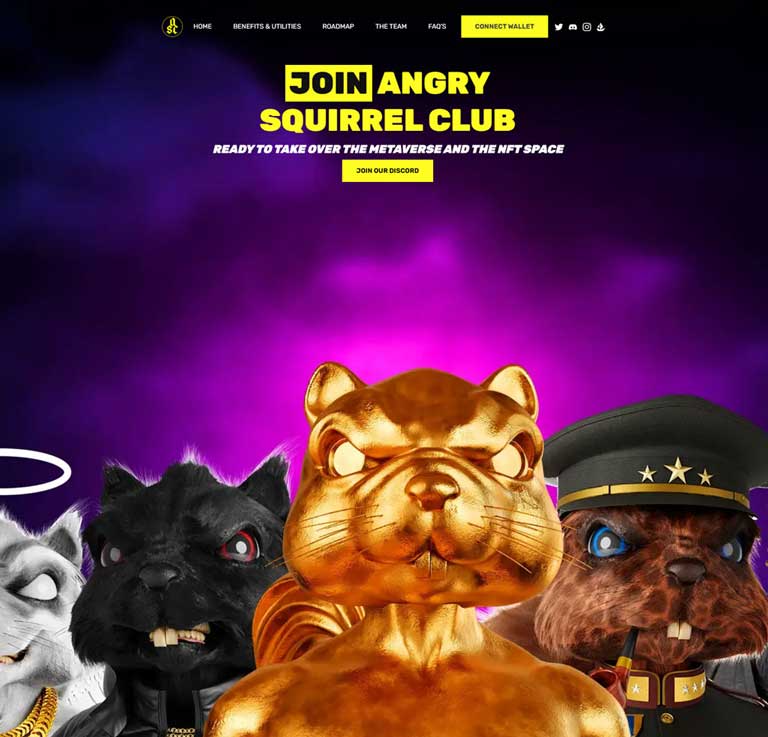 HOME BENEFITS & UTILITIES ROADMAP THE TEAM FAQ'S CONNECT WALLET
JOIN ANGRY
SQUIRREL CLUB
READY TO TAKE OVER THE METAVERSE AND THE NFT SPACE
JOIN OUR DISCORD